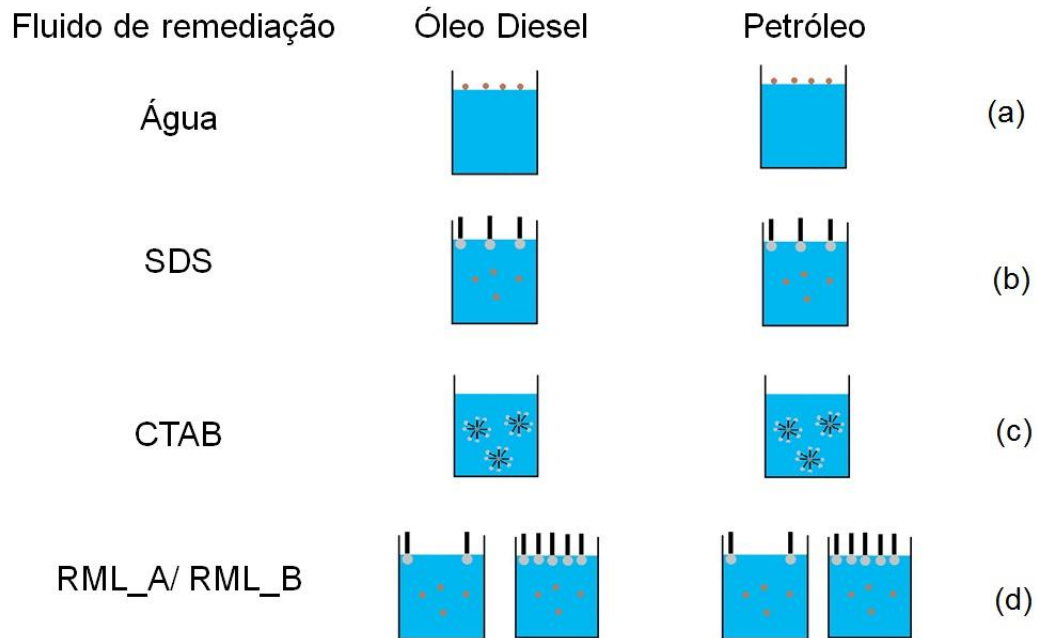 Fluido de remediação Óleo Diesel Petróleo
Água (a)
SDS (b)
CTAB (c)
RML_A/ RML_B (d)